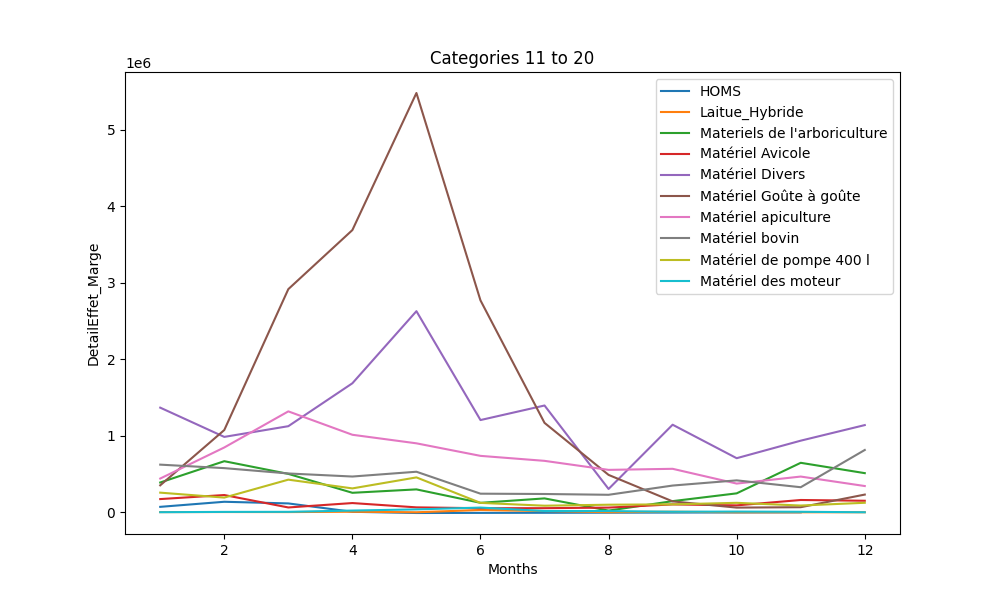 Categories 11 to 20
1e6
HOMS
Laitue_Hybride
Materiels de l'arboriculture
Matériel Avicole
Matériel Divers
Matériel Goûte à goûte
Matériel apiculture
Matériel bovin
Matériel de pompe 400 l
Matériel des moteur
5
4
3
2
1
0
DetailEffet_Marge
2 4 6 8 10 12
Months